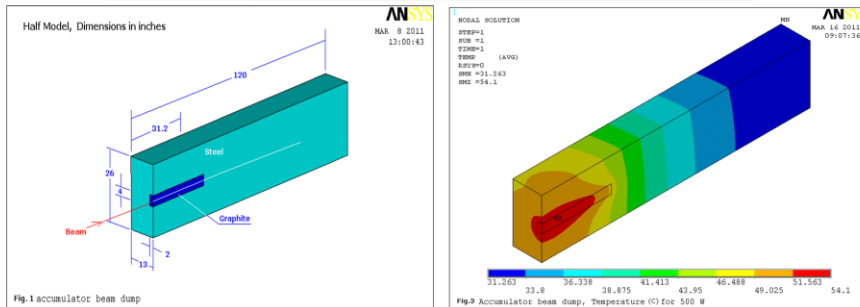 Half Model, Dimensions in inches
ANSYS
MAR 8 2011
13:00:43
120
31.2
Steel
26
4
Graphite
Beam
2
13
Fig. 1 accumulator beam dump
1
NODAL SOLUTION
STEP=1
SUB =1
TIME=1
TEMP (AVG)
RSYS=0
SMN =31.263
SMX =54.1
ANSYS
MAR 16 2011
09:07:36
MN
MX
31.263 36.338 41.413 46.488 51.563
33.8 38.875 43.95 49.025 54.1
Fig.3 Accumulator beam dump, Temperature (C) for 500 W